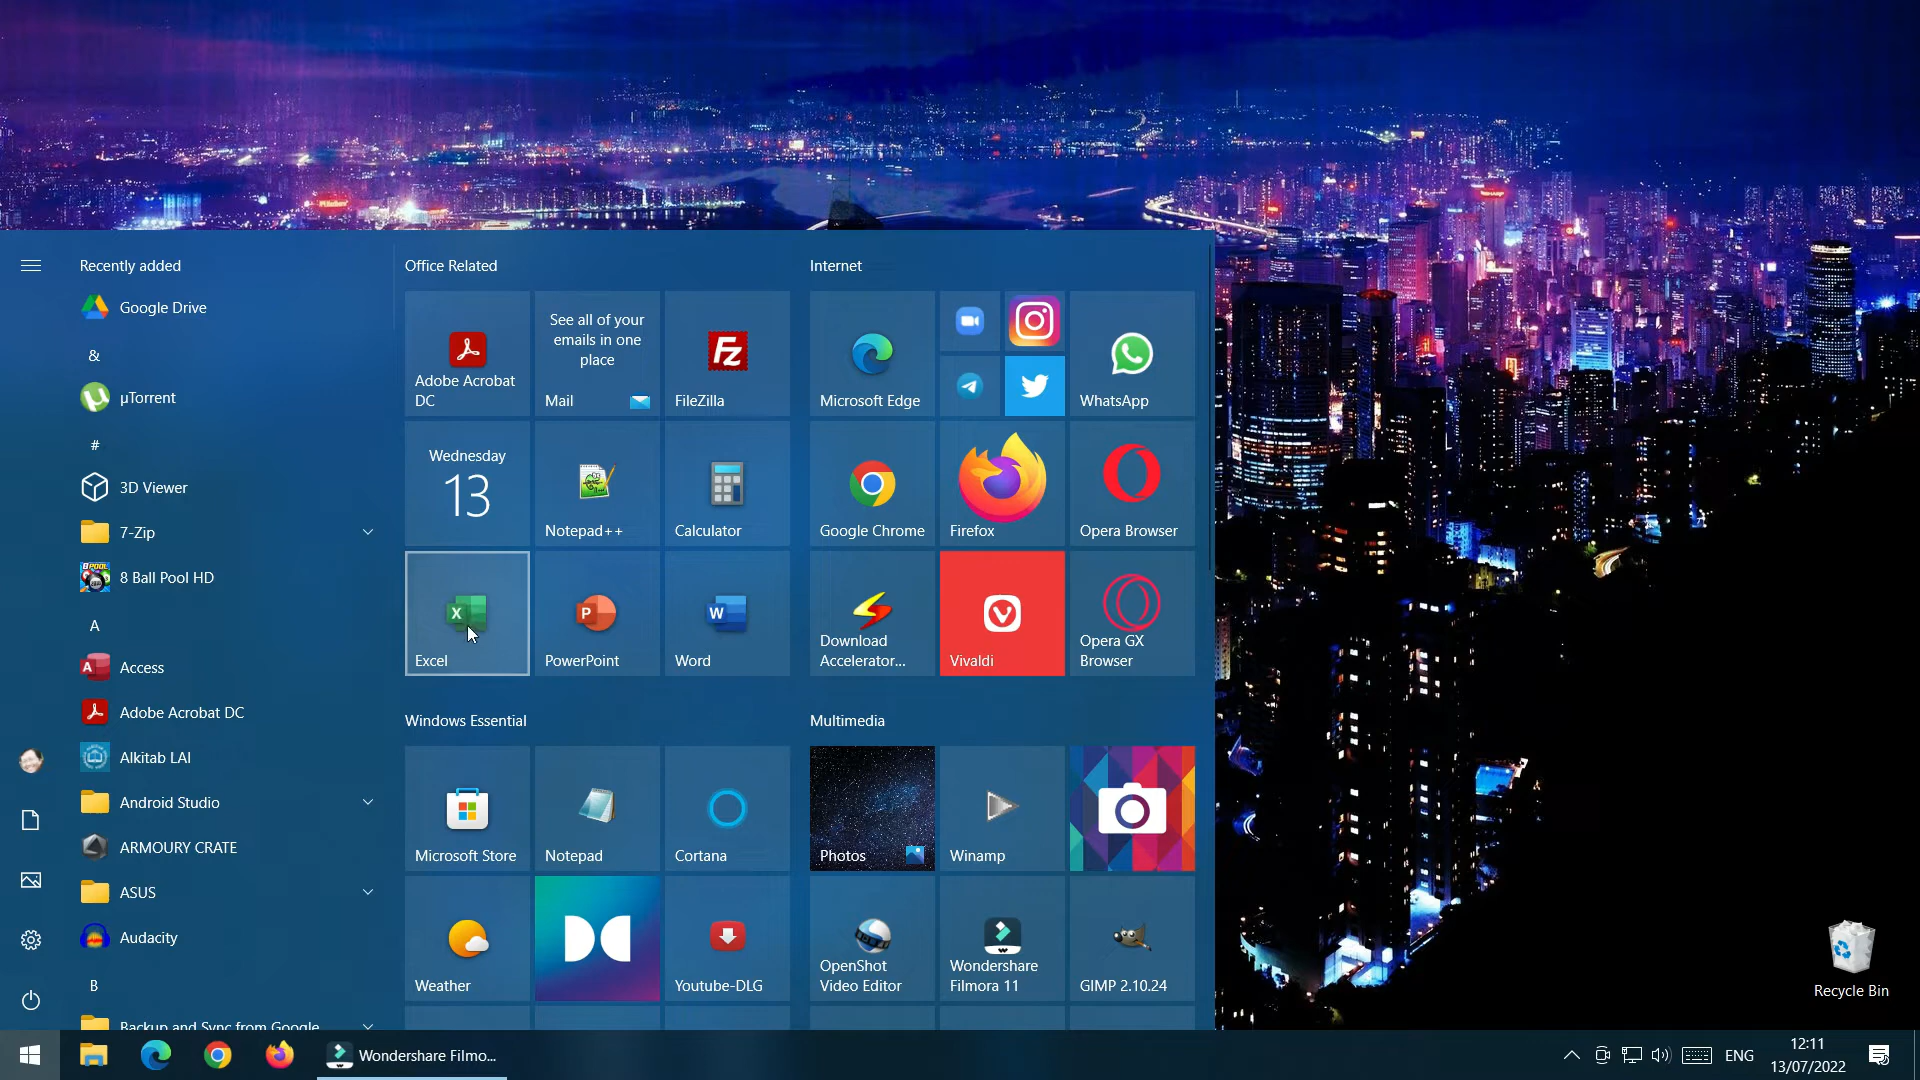 Recently added
Google Drive
&
µTorrent
#
3D Viewer
7-Zip
8 Ball Pool HD
A
Access
Adobe Acrobat DC
Alkitab LAI
Android Studio
ARMOURY CRATE
ASUS
Audacity
B
Backup and Sync from Google
Office Related
Adobe Acrobat
DC
See all of your
emails in one
place
Mail
FileZilla
Wednesday
13
Notepad++
Calculator
Excel
PowerPoint
Word
Internet
Microsoft Edge
WhatsApp
Google Chrome
Firefox
Opera Browser
Download
Accelerator...
Vivaldi
Opera GX
Browser
Windows Essential
Microsoft Store
Notepad
Cortana
Weather
Youtube-DLG
Multimedia
Photos
Winamp
OpenShot
Video Editor
Wondershare
Filmora 11
GIMP 2.10.24
Recycle Bin
Wondershare Filmo...
ENG
12:11
13/07/2022